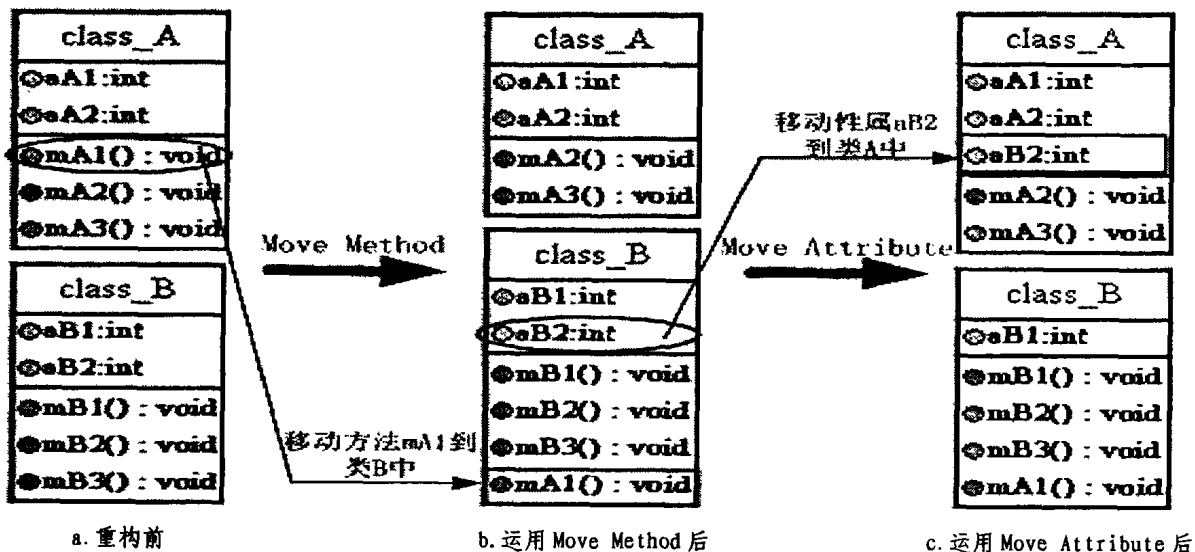 class_A
aA1:int
aA2:int
mA1() : void
mA2() : void
mA3() : void
class_B
aB1:int
aB2:int
mB1() : void
mB2() : void
mB3() : void
a.重构前
Move Method
移动方法mA1到
类B中
class_A
aA1:int
aA2:int
mA2() : void
mA3() : void
class_B
aB1:int
aB2:int
mB1() : void
mB2() : void
mB3() : void
mA1() : void
b.运用Move Method后
移动性属aB2
到类A中
Move Attribute
class_A
aA1:int
aA2:int
aB2:int
mA2() : void
mA3() : void
class_B
aB1:int
mB1() : void
mB2() : void
mB3() : void
mA1() : void
c.运用Move Attribute后